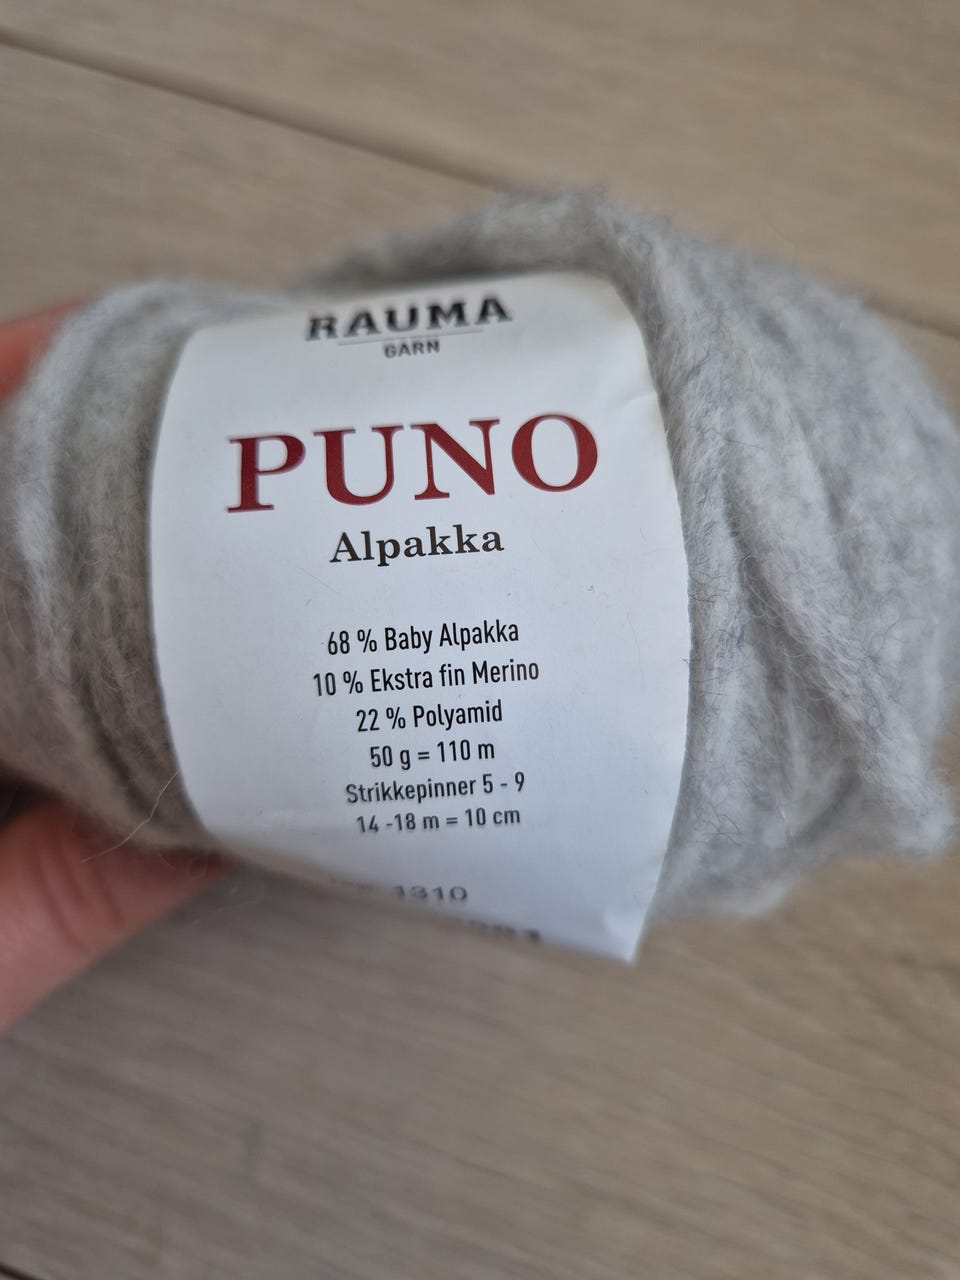 RAUMA
GARN
PUNO
Alpakka
68 % Baby Alpakka
10 % Ekstra fin Merino
22 % Polyamid
50 g = 110 m
Strikkepinner 5 - 9
14 -18 m = 10 cm
1310